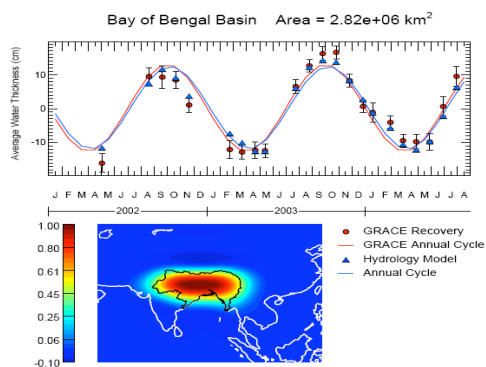 Bay of Bengal Basin Area = 2.82e+06 km²
Average Water Thickness (cm)
10
0
-10
J F M A M J J A S O N D J F M A M J J A S O N D J F M A M J J A
2002 2003
1.00
0.80
0.61
0.45
0.25
0.06
-0.10
GRACE Recovery
GRACE Annual Cycle
Hydrology Model
Annual Cycle